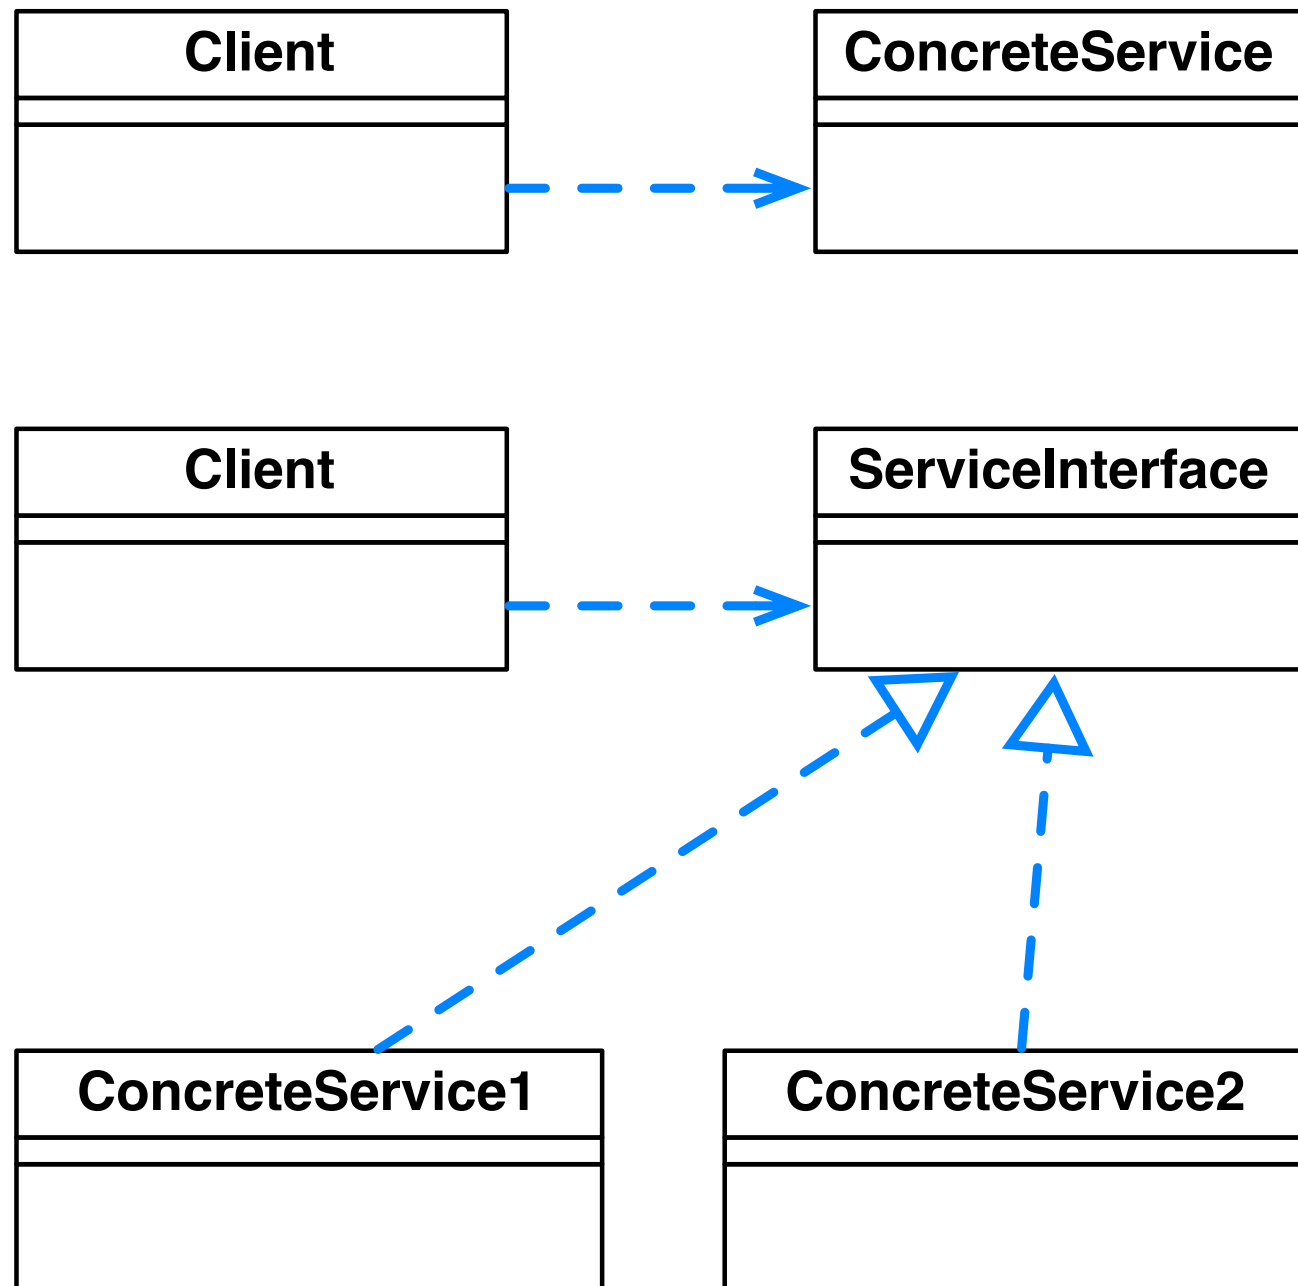 Client
ConcreteService
Client
ServiceInterface
ConcreteService1
ConcreteService2